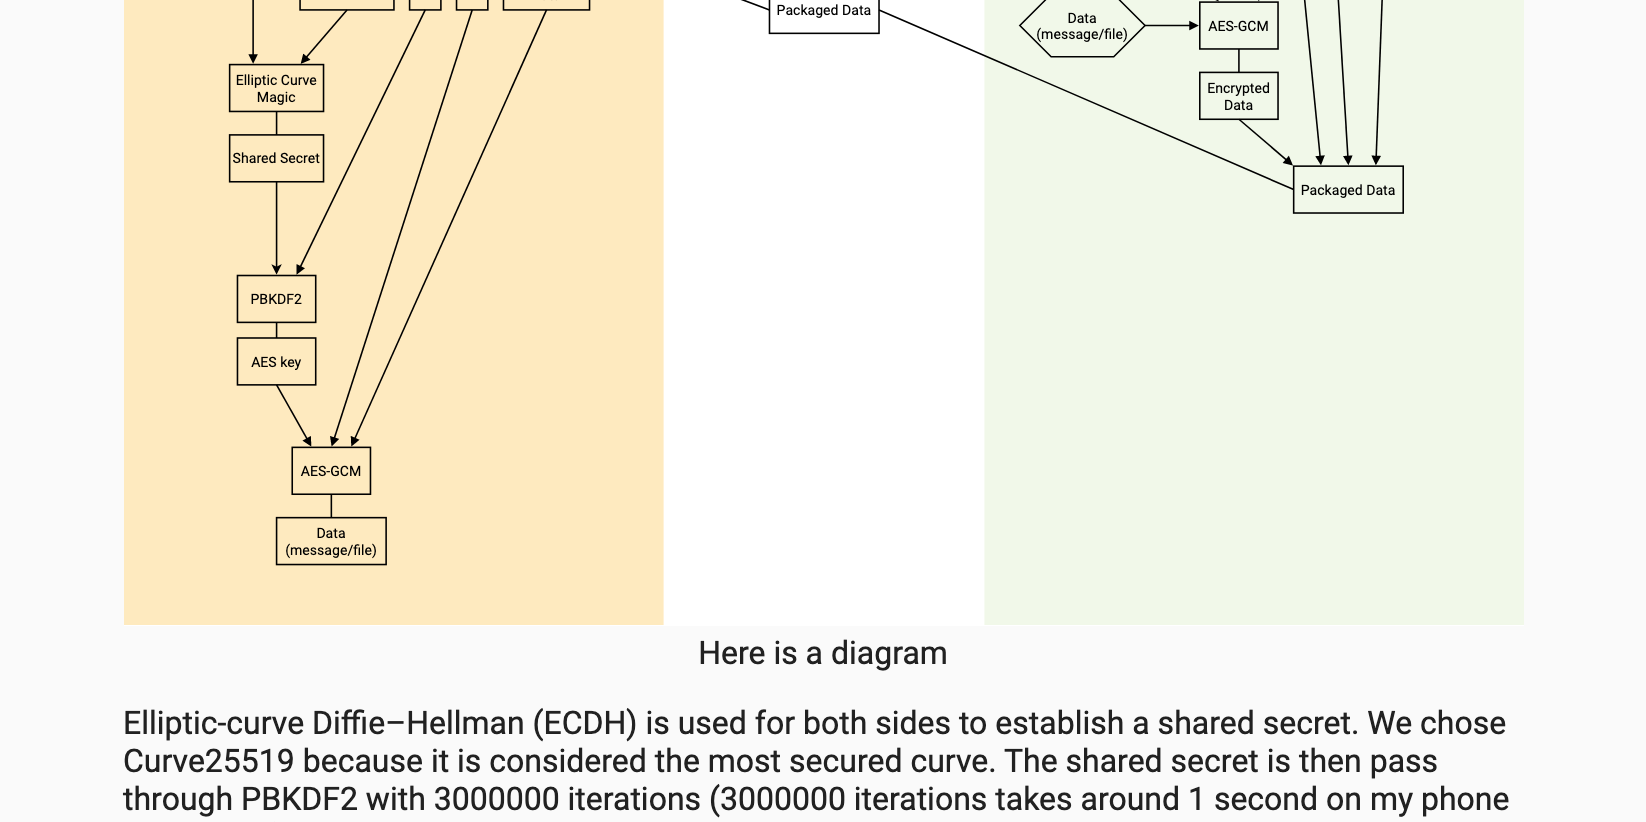 Packaged Data
Data
(message/file)
AES-GCM
Elliptic Curve
Magic
Encrypted
Data
Shared Secret
Packaged Data
PBKDF2
AES key
AES-GCM
Data
(message/file)
Here is a diagram
Elliptic-curve Diffie–Hellman (ECDH) is used for both sides to establish a shared secret. We chose
Curve25519 because it is considered the most secured curve. The shared secret is then pass
through PBKDF2 with 3000000 iterations (3000000 iterations takes around 1 second on my phone